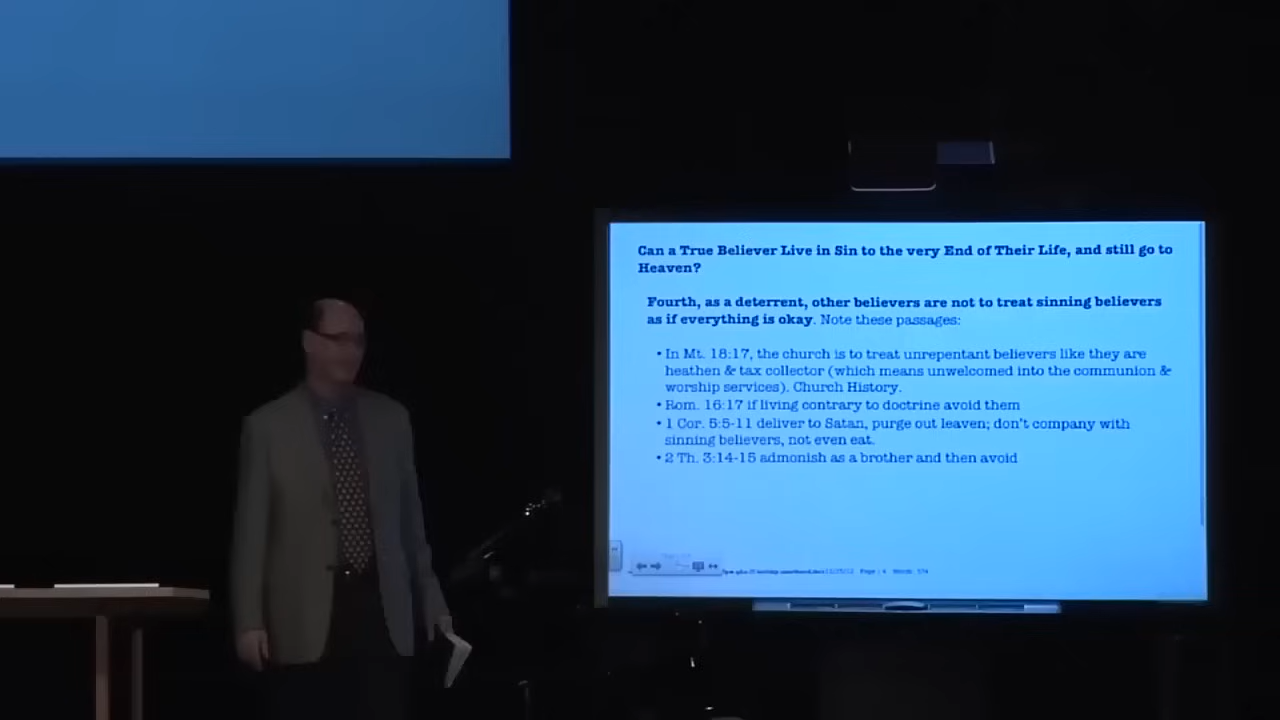 Can a True Believer Live in Sin to the very End of Their Life, and still go to
Heaven?
Fourth, as a deterrent, other believers are not to treat sinning believers
as if everything is okay. Note these passages:
• In Mt. 18:17, the church is to treat unrepentant believers like they are
heathen & tax collector (which means unwelcomed into the communion &
worship services). Church History.
• Rom. 16:17 if living contrary to doctrine avoid them
• 1 Cor. 5:5-11 deliver to Satan, purge out leaven; don't company with
sinning believers, not even eat.
• 2 Th. 3:14-15 admonish as a brother and then avoid
Page : 4 Words: 574